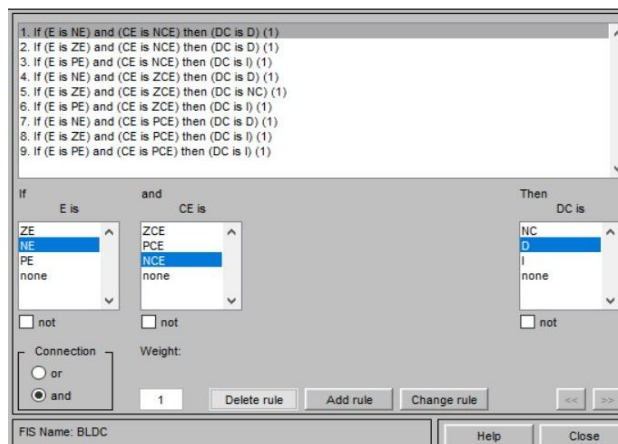 1. If (E is NE) and (CE is NCE) then (DC is D) (1)
2. If (E is ZE) and (CE is NCE) then (DC is D) (1)
3. If (E is PE) and (CE is NCE) then (DC is I) (1)
4. If (E is NE) and (CE is ZCE) then (DC is D) (1)
5. If (E is ZE) and (CE is ZCE) then (DC is NC) (1)
6. If (E is PE) and (CE is ZCE) then (DC is I) (1)
7. If (E is NE) and (CE is PCE) then (DC is D) (1)
8. If (E is ZE) and (CE is PCE) then (DC is I) (1)
9. If (E is PE) and (CE is PCE) then (DC is I) (1)
If and Then
E is CE is DC is
ZE ZCE NC
NE PCE D
PE NCE I
none none none
not not not
Connection Weight:
or
and 1 Delete rule Add rule Change rule << >>
FIS Name: BLDC Help Close